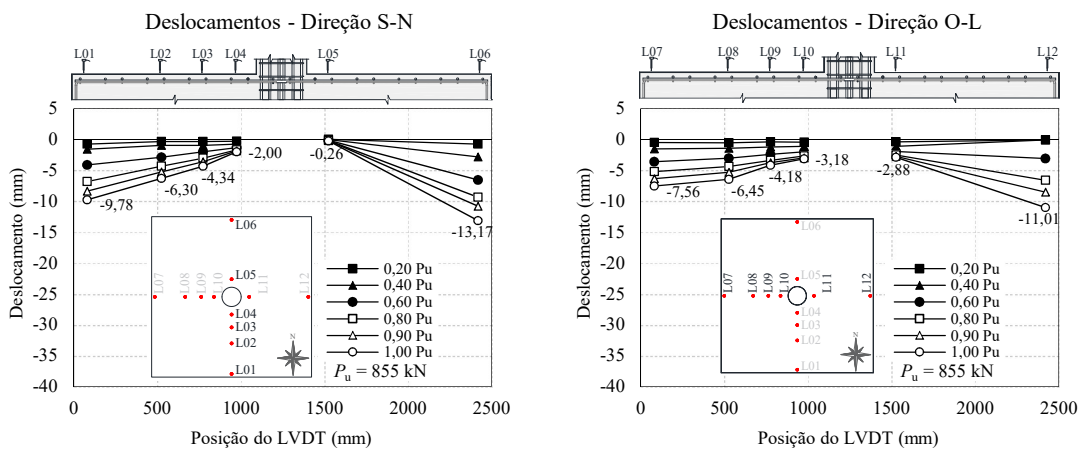 Deslocamentos - Direção S-N
L01 L02 L03 L04 L05 L06
Deslocamento (mm)
5
0
-5
-10
-15
-20
-25
-30
-35
-40
-2,00
-0,26
-4,34
-6,30
-9,78
-13,17
L06
L05
L07
L08
L09
L10
L11
L12
L04
L03
L02
L01
N
0,20 Pu
0,40 Pu
0,60 Pu
0,80 Pu
0,90 Pu
1,00 Pu
Pu = 855 kN
0 500 1000 1500 2000 2500
Posição do LVDT (mm)
Deslocamentos - Direção O-L
L07 L08 L09 L10 L11 L12
Deslocamento (mm)
5
0
-5
-10
-15
-20
-25
-30
-35
-40
-3,18
-2,88
-4,18
-6,45
-7,56
-11,01
L06
L05
L07
L08
L09
L10
L11
L12
L04
L03
L02
L01
N
0,20 Pu
0,40 Pu
0,60 Pu
0,80 Pu
0,90 Pu
1,00 Pu
Pu = 855 kN
0 500 1000 1500 2000 2500
Posição do LVDT (mm)